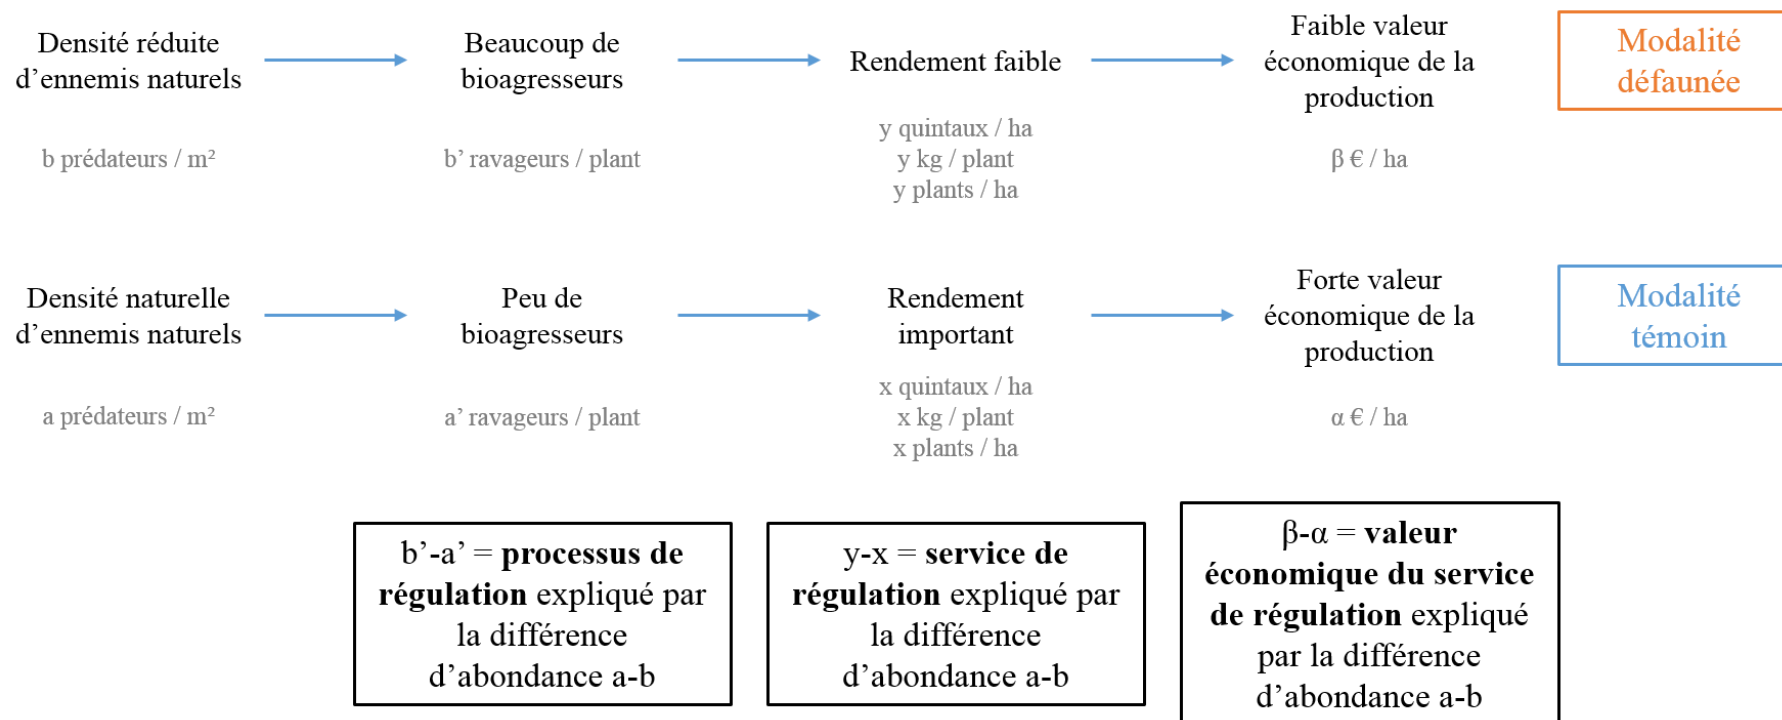 Densité réduite
d’ennemis naturels
Beaucoup de
bioagresseurs
Rendement faible
Faible valeur
économique de la
production
Modalité
défaunée
b prédateurs / m²
b’ ravageurs / plant
y quintaux / ha
y kg / plant
y plants / ha
β € / ha
Densité naturelle
d’ennemis naturels
Peu de
bioagresseurs
Rendement
important
Forte valeur
économique de la
production
Modalité
témoin
a prédateurs / m²
a’ ravageurs / plant
x quintaux / ha
x kg / plant
x plants / ha
α € / ha
b’-a’ = processus de
régulation expliqué par
la différence
d’abondance a-b
y-x = service de
régulation expliqué par
la différence
d’abondance a-b
β-α = valeur
économique du service
de régulation expliqué
par la différence
d’abondance a-b